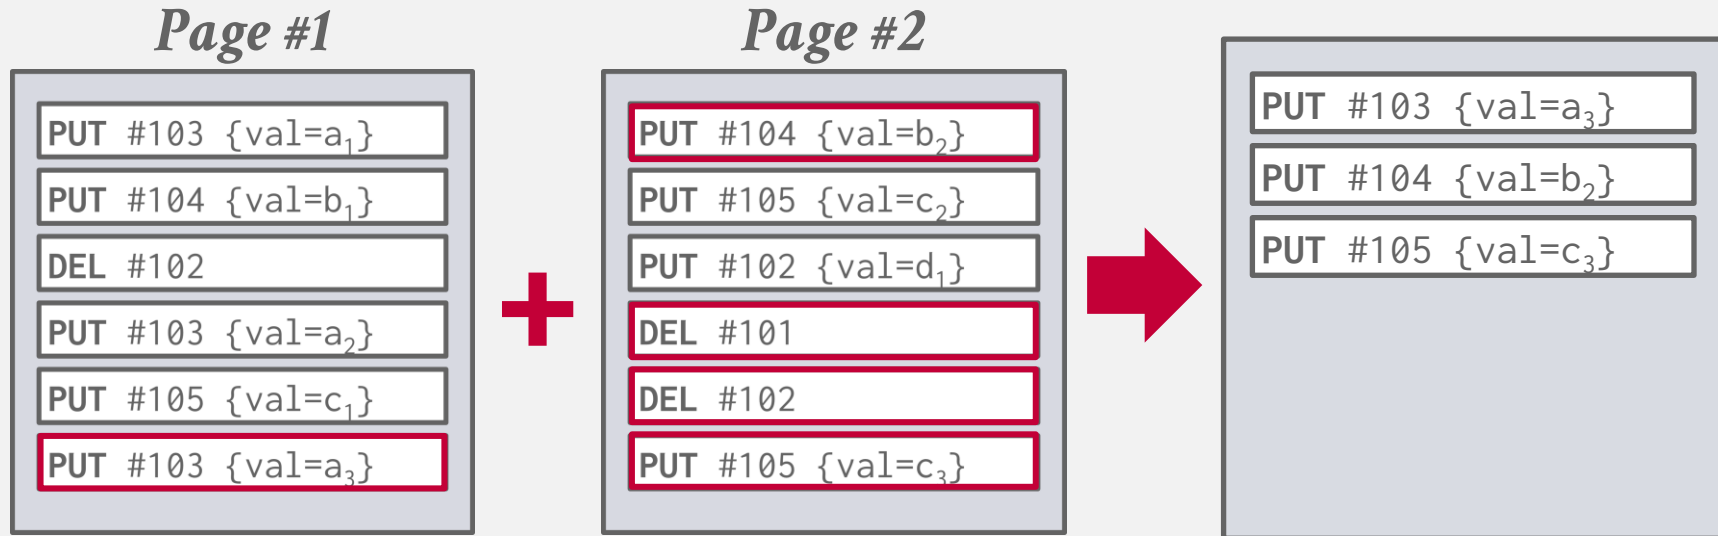 Page #1
PUT #103 {val=a₁}
PUT #104 {val=b₁}
DEL #102
PUT #103 {val=a₂}
PUT #105 {val=c₁}
PUT #103 {val=a₃}
+
Page #2
PUT #104 {val=b₂}
PUT #105 {val=c₂}
PUT #102 {val=d₁}
DEL #101
DEL #102
PUT #105 {val=c₃}
PUT #103 {val=a₃}
PUT #104 {val=b₂}
PUT #105 {val=c₃}